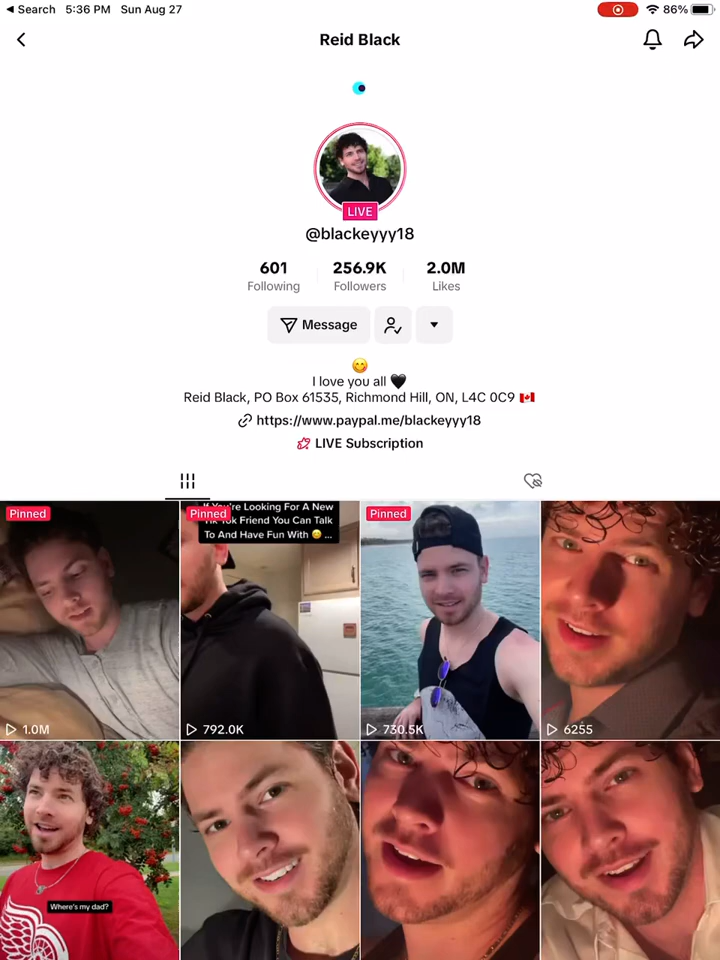 Search 5:36 PM Sun Aug 27 86%
Reid Black
LIVE
@blackeyyy18
601 256.9K 2.0M
Following Followers Likes
Message
I love you all 🖤
Reid Black, PO Box 61535, Richmond Hill, ON, L4C 0C9 🇨🇦
https://www.paypal.me/blackeyyy18
LIVE Subscription
Pinned
If You're Looking For A New
Pinned
Tik Tok Friend You Can Talk
To And Have Fun With 😊 ...
Pinned
1.0M
792.0K
730.5K
6255
Where's my dad?